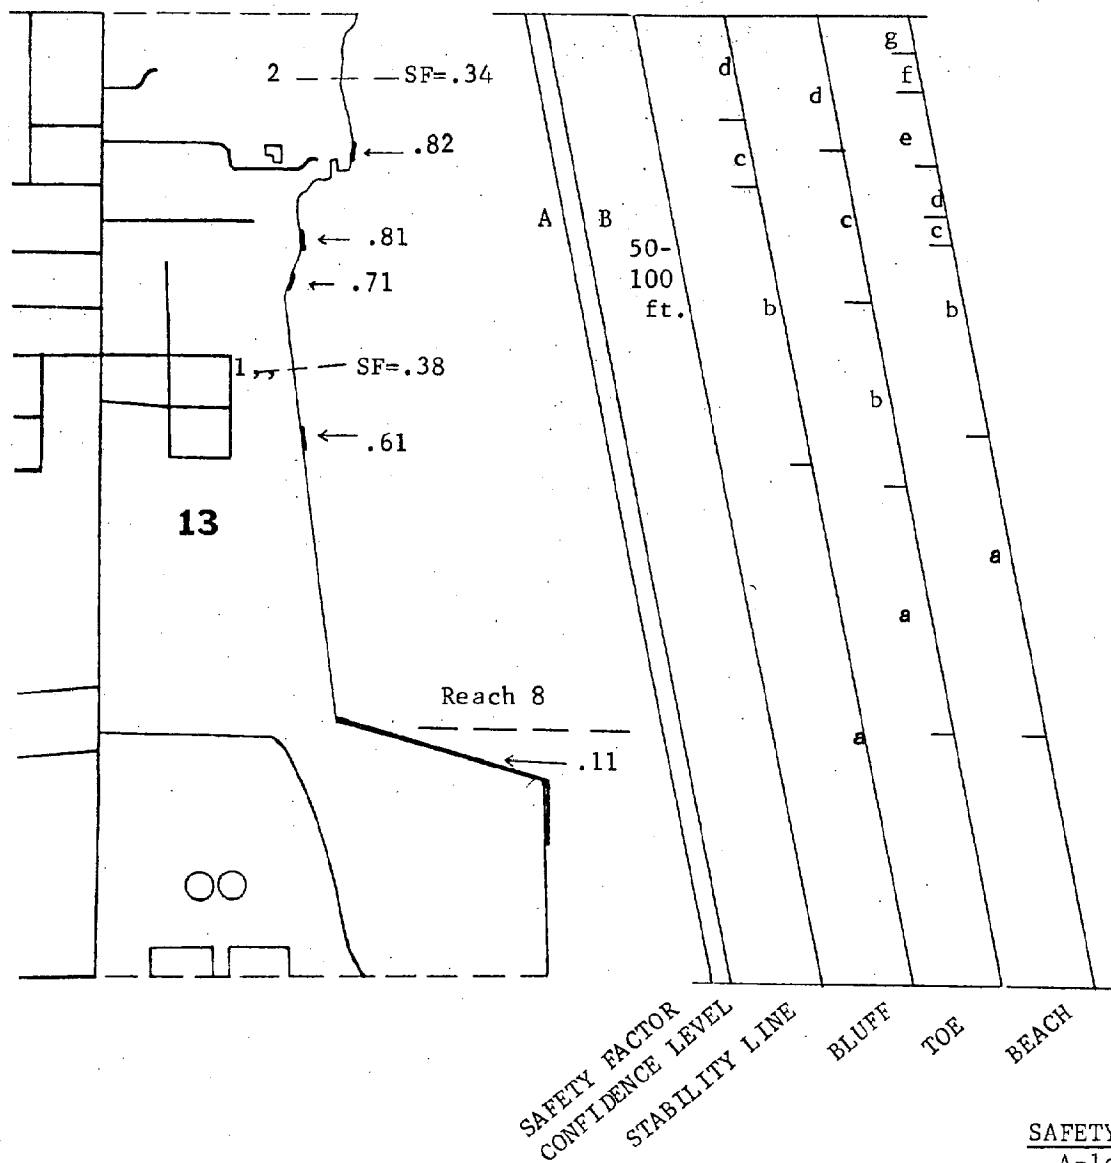 g
d
2 SF=.34
f
d
.82
e
c
d
A B
c
c
.81
50-
100
ft.
.71
b
b
1,, SF=.38
b
.61
13
a
a
Reach 8
a
.11
SAFETY FACTOR
CONFIDENCE LEVEL
STABILITY LINE
BLUFF
TOE
BEACH
SAFETY
A-1